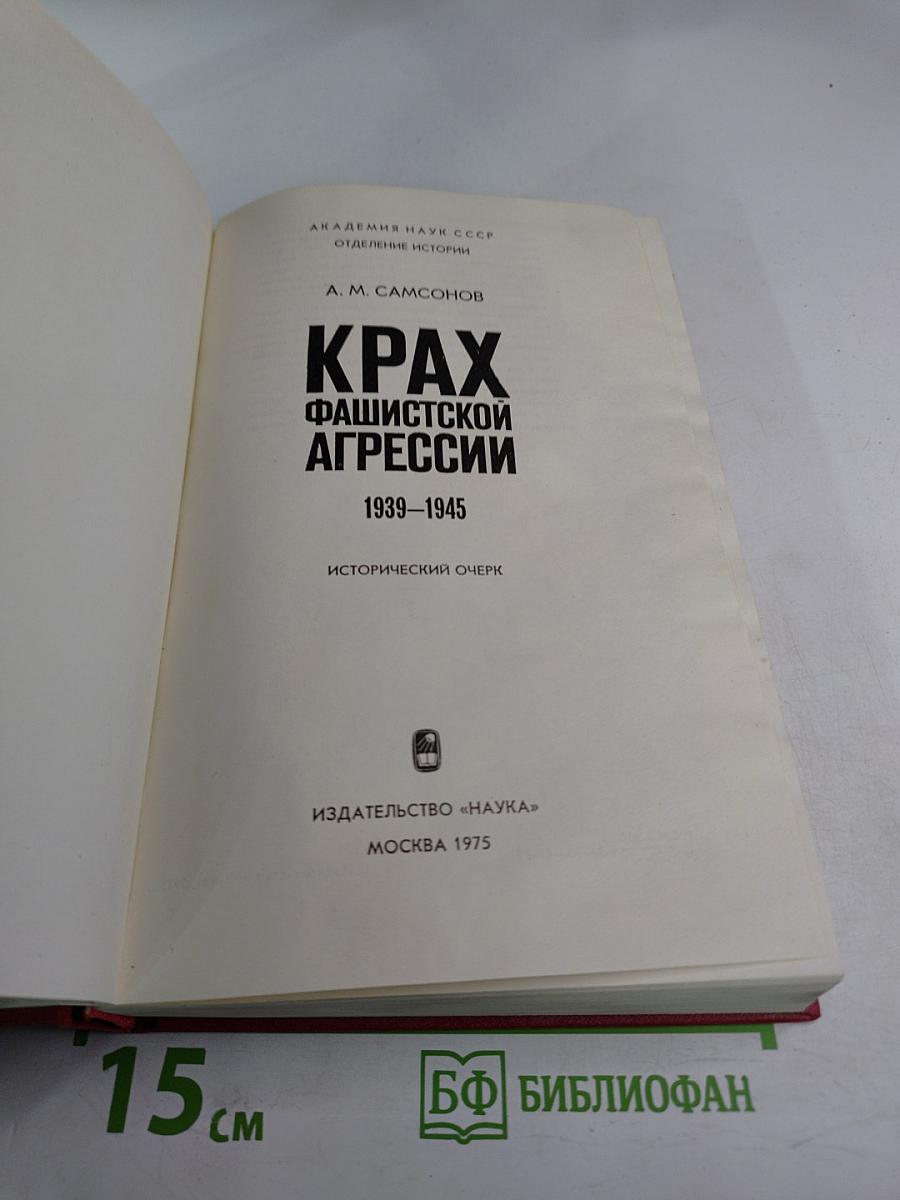 АКАДЕМИЯ НАУК СССР
ОТДЕЛЕНИЕ ИСТОРИИ
А. М. САМСОНОВ
КРАХ
ФАШИСТСКОЙ
АГРЕССИИ
1939—1945
ИСТОРИЧЕСКИЙ ОЧЕРК
ИЗДАТЕЛЬСТВО «НАУКА»
МОСКВА 1975
15 см
БФ БИБЛИОФАН